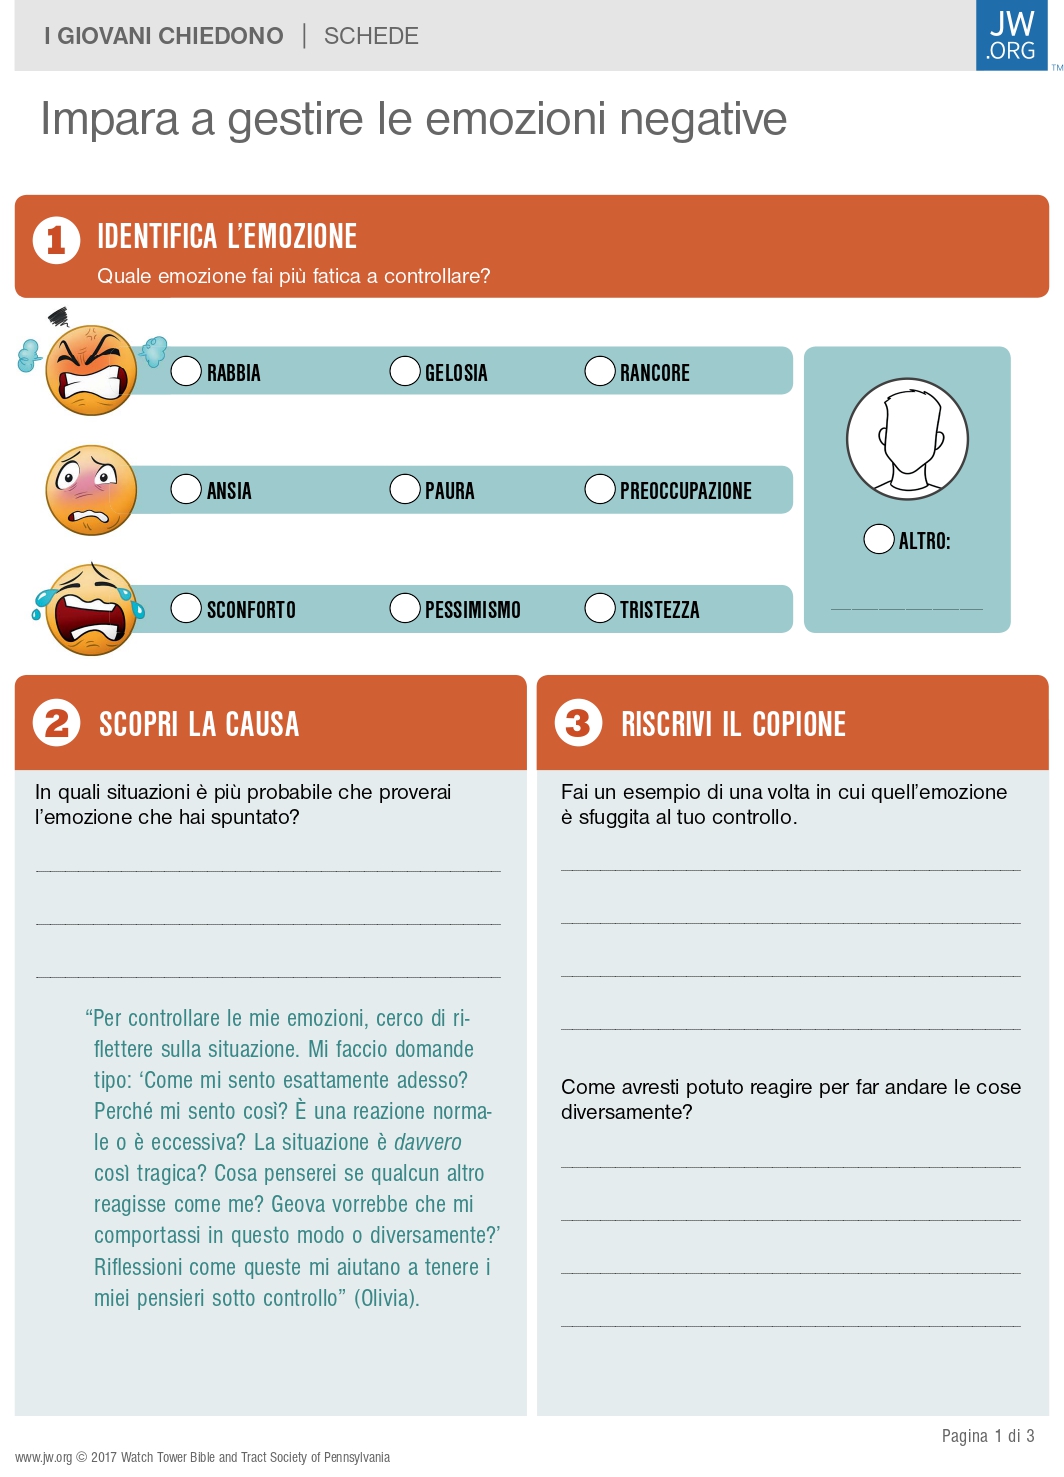 I GIOVANI CHIEDONO | SCHEDE
JW
.ORG
TM
Impara a gestire le emozioni negative
1 IDENTIFICA L’EMOZIONE
Quale emozione fai più fatica a controllare?
RABBIA GELOSIA RANCORE
ANSIA PAURA PREOCCUPAZIONE
SCONFORTO PESSIMISMO TRISTEZZA
ALTRO:
2 SCOPRI LA CAUSA
In quali situazioni è più probabile che proverai
l’emozione che hai spuntato?
“Per controllare le mie emozioni, cerco di ri-
flettere sulla situazione. Mi faccio domande
tipo: ‘Come mi sento esattamente adesso?
Perché mi sento così? È una reazione norma-
le o è eccessiva? La situazione è davvero
così tragica? Cosa penserei se qualcun altro
reagisse come me? Geova vorrebbe che mi
comportassi in questo modo o diversamente?’
Riflessioni come queste mi aiutano a tenere i
miei pensieri sotto controllo” (Olivia).
3 RISCRIVI IL COPIONE
Fai un esempio di una volta in cui quell’emozione
è sfuggita al tuo controllo.
Come avresti potuto reagire per far andare le cose
diversamente?
Pagina 1 di 3
www.jw.org © 2017 Watch Tower Bible and Tract Society of Pennsylvania